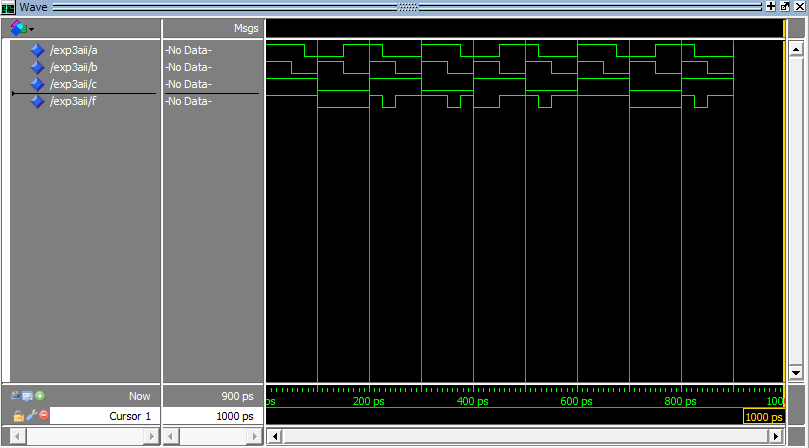 Wave
Msgs
/exp3aii/a -No Data-
/exp3aii/b -No Data-
/exp3aii/c -No Data-
/exp3aii/f -No Data-
Now 900 ps
ps 200 ps 400 ps 600 ps 800 ps 100
Cursor 1 1000 ps 1000 ps